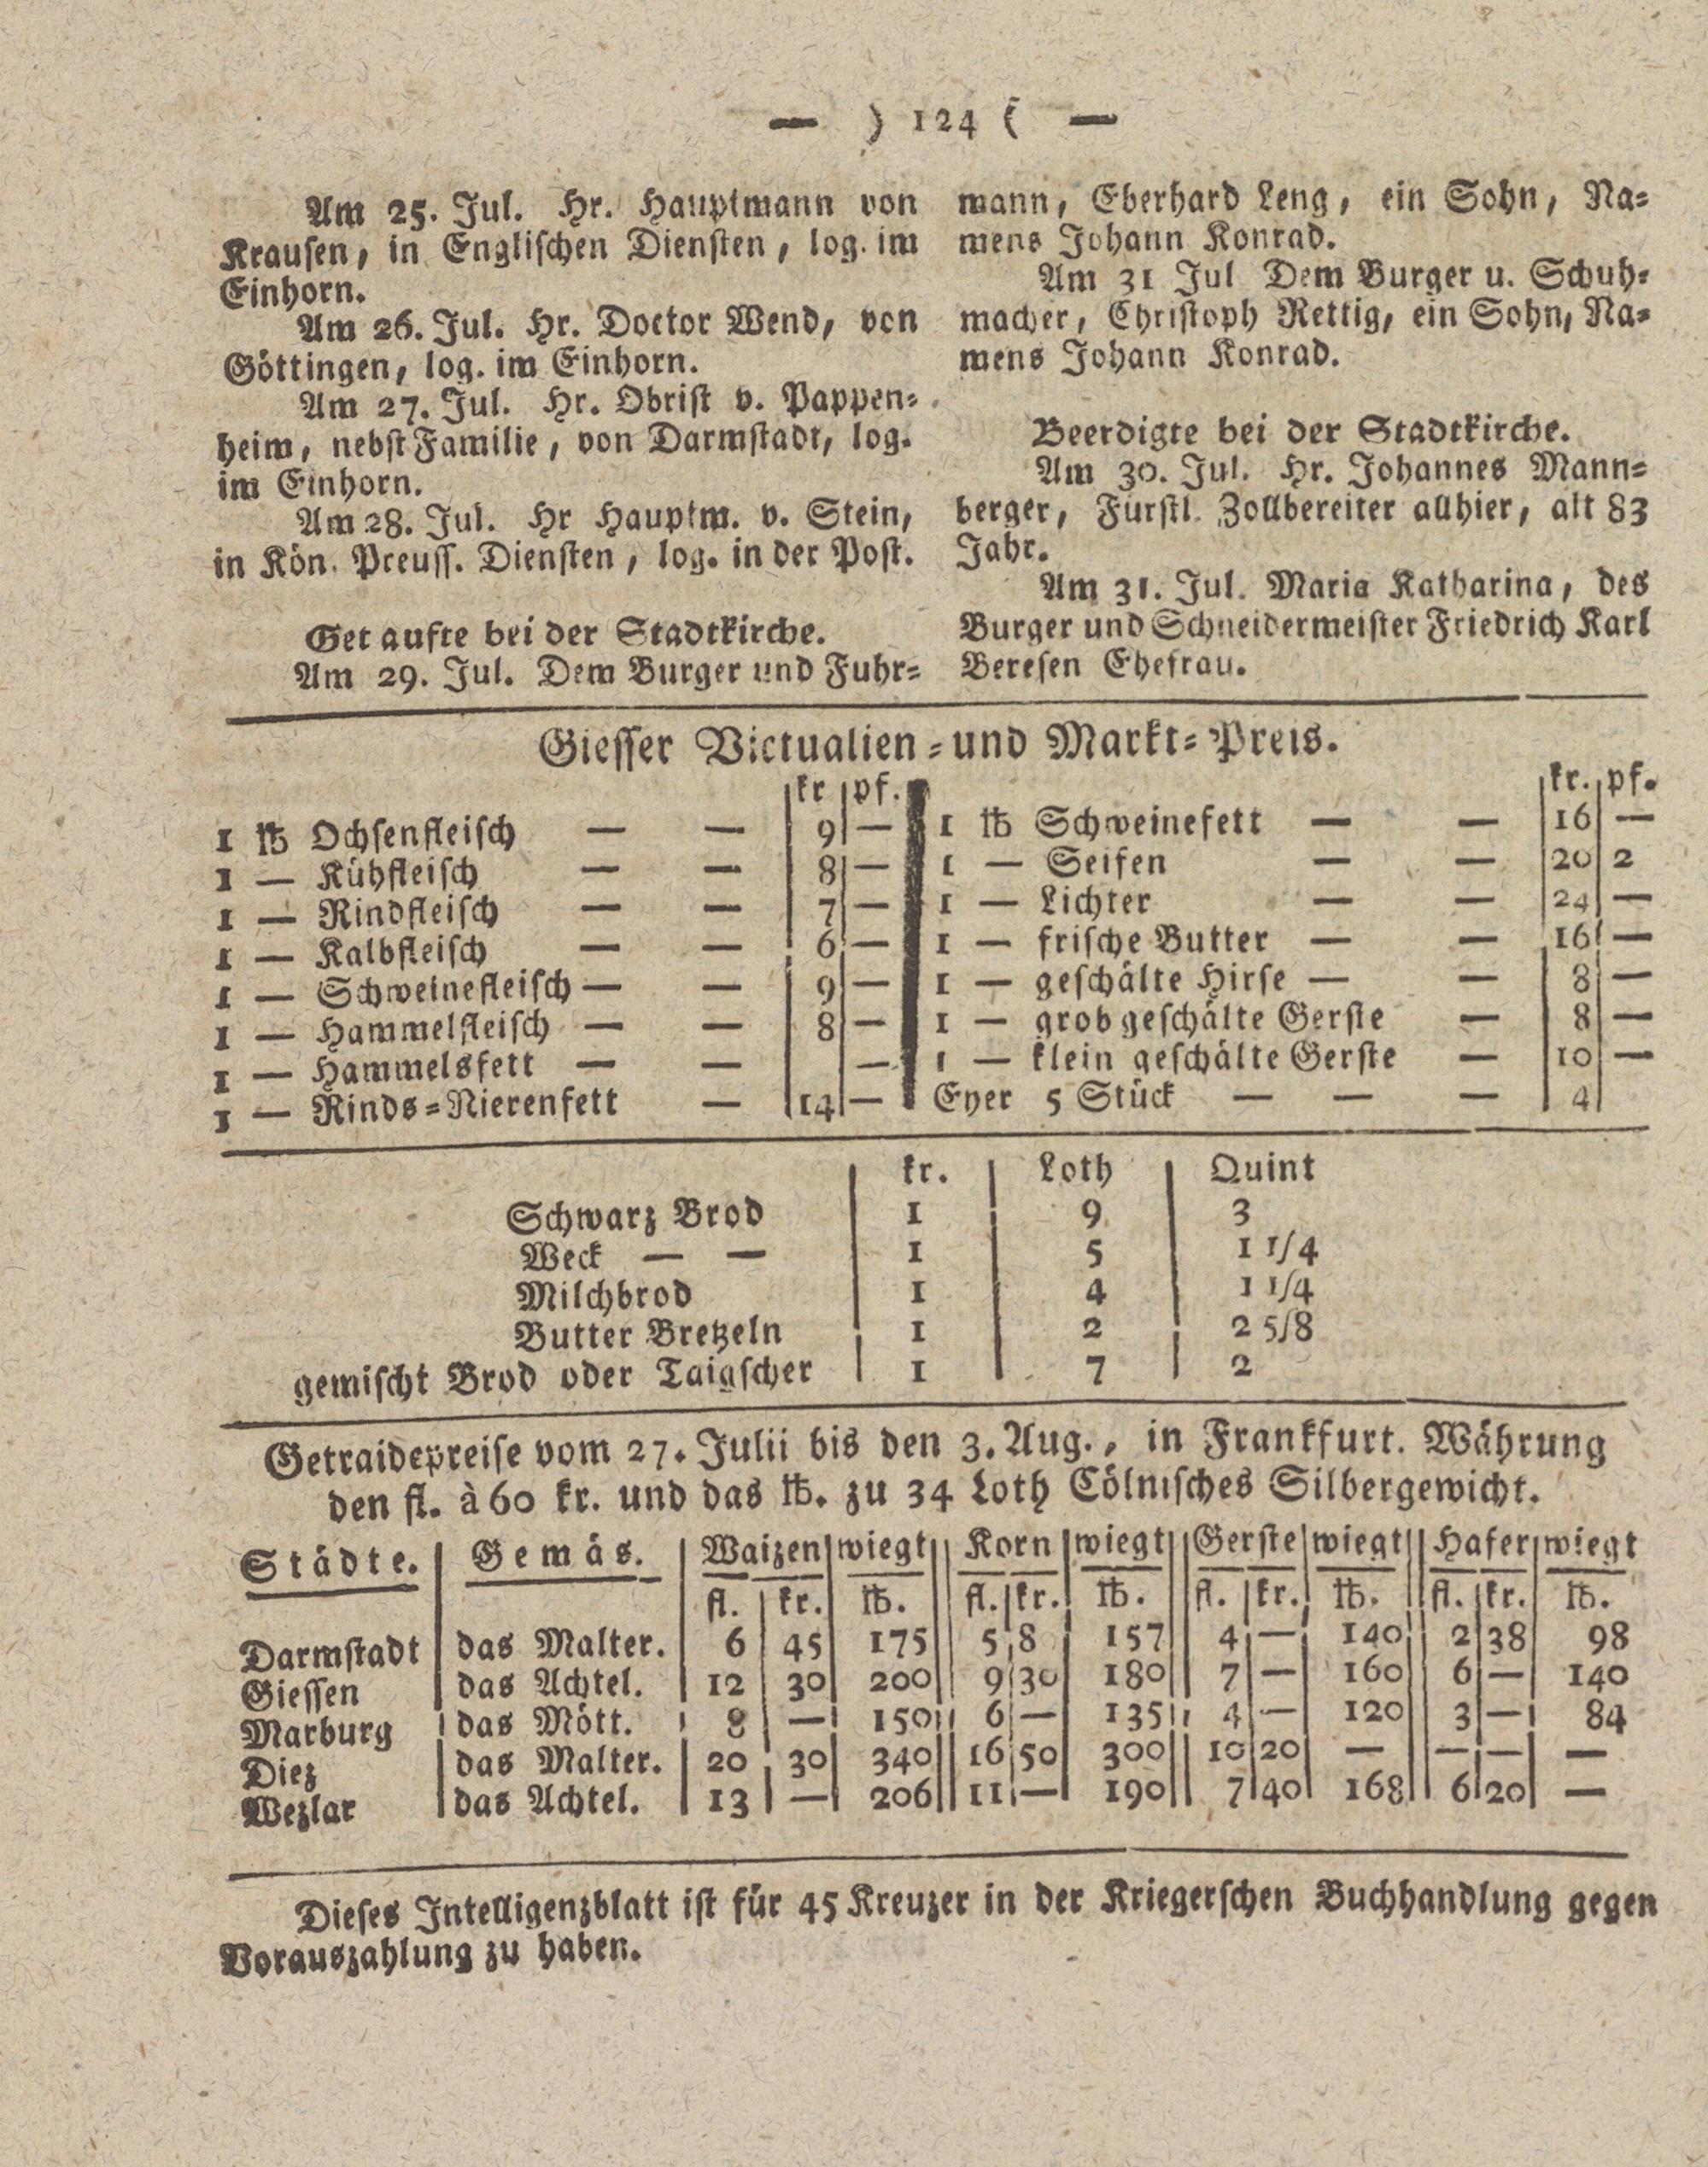 — ) 124 ( —
Am 25. Jul. Hr. Hauptmann von
Krausen, in Englischen Diensten, log. im
Einhorn.
Am 26. Jul. Hr. Doctor Wend, von
Göttingen, log. im Einhorn.
Am 27. Jul. Hr. Obrist v. Pappen-
heim, nebst Familie, von Darmstadt, log.
im Einhorn.
Am 28. Jul. Hr Hauptm. v. Stein,
in Kön. Preuss. Diensten, log. in der Post.
Getaufte bei der Stadtkirche.
Am 29. Jul. Dem Burger und Fuhr-
mann, Eberhard Leng, ein Sohn, Na-
mens Johann Konrad.
Am 31 Jul Dem Burger u. Schuh-
macher, Christoph Rettig, ein Sohn, Na-
mens Johann Konrad.
Beerdigte bei der Stadtkirche.
Am 30. Jul. Hr. Johannes Mann-
berger, Furstl. Zollbereiter allhier, alt 83
Jahr.
Am 31. Jul. Maria Katharina, des
Burger und Schneidermeister Friedrich Karl
Beresen Ehefrau.
Giesser Victualien-und Markt-Preis.
kr pf.
1 ℔ Ochsenfleisch — — 9 —
1 — Kühfleisch — — 8 —
1 — Rindfleisch — — 7 —
1 — Kalbfleisch — — 6 —
1 — Schweinefleisch — — 9 —
1 — Hammelfleisch — — 8 —
1 — Hammelsfett — — —
1 — Rinds-Nierenfett — 14 —
kr. pf.
1 ℔ Schweinefett — — 16 —
1 — Seifen — — 20 2
1 — Lichter — — 24 —
1 — frische Butter — — 16 —
1 — geschälte Hirse — — 8 —
1 — grob geschälte Gerste — 8 —
1 — klein geschälte Gerste — 10 —
Eyer 5 Stück — — — 4
kr. Loth Quint
Schwarz Brod 1 9 3
Weck — — 1 5 1 1/4
Milchbrod 1 4 1 1/4
Butter Bretzeln 1 2 2 5/8
gemischt Brod oder Taigscher 1 7 2
Getraidepreise vom 27. Julii bis den 3. Aug., in Frankfurt. Währung
den fl. à 60 kr. und das ℔. zu 34 Loth Cölnisches Silbergewicht.
Städte. Gemäs. Waizen wiegt Korn wiegt Gerste wiegt Hafer wiegt
fl. kr. ℔. fl. kr. ℔. fl. kr. ℔. fl. kr. ℔.
Darmstadt das Malter. 6 45 175 5 8 157 4 — 140 2 38 98
Giessen das Achtel. 12 30 200 9 30 180 7 — 160 6 — 140
Marburg das Mött. 8 — 150 6 — 135 4 — 120 3 — 84
Diez das Malter. 20 30 340 16 50 300 10 20 — — — —
Wezlar das Achtel. 13 — 206 11 — 190 7 40 168 6 20 —
Dieses Intelligenzblatt ist für 45 Kreuzer in der Kriegerschen Buchhandlung gegen
Vorauszahlung zu haben.